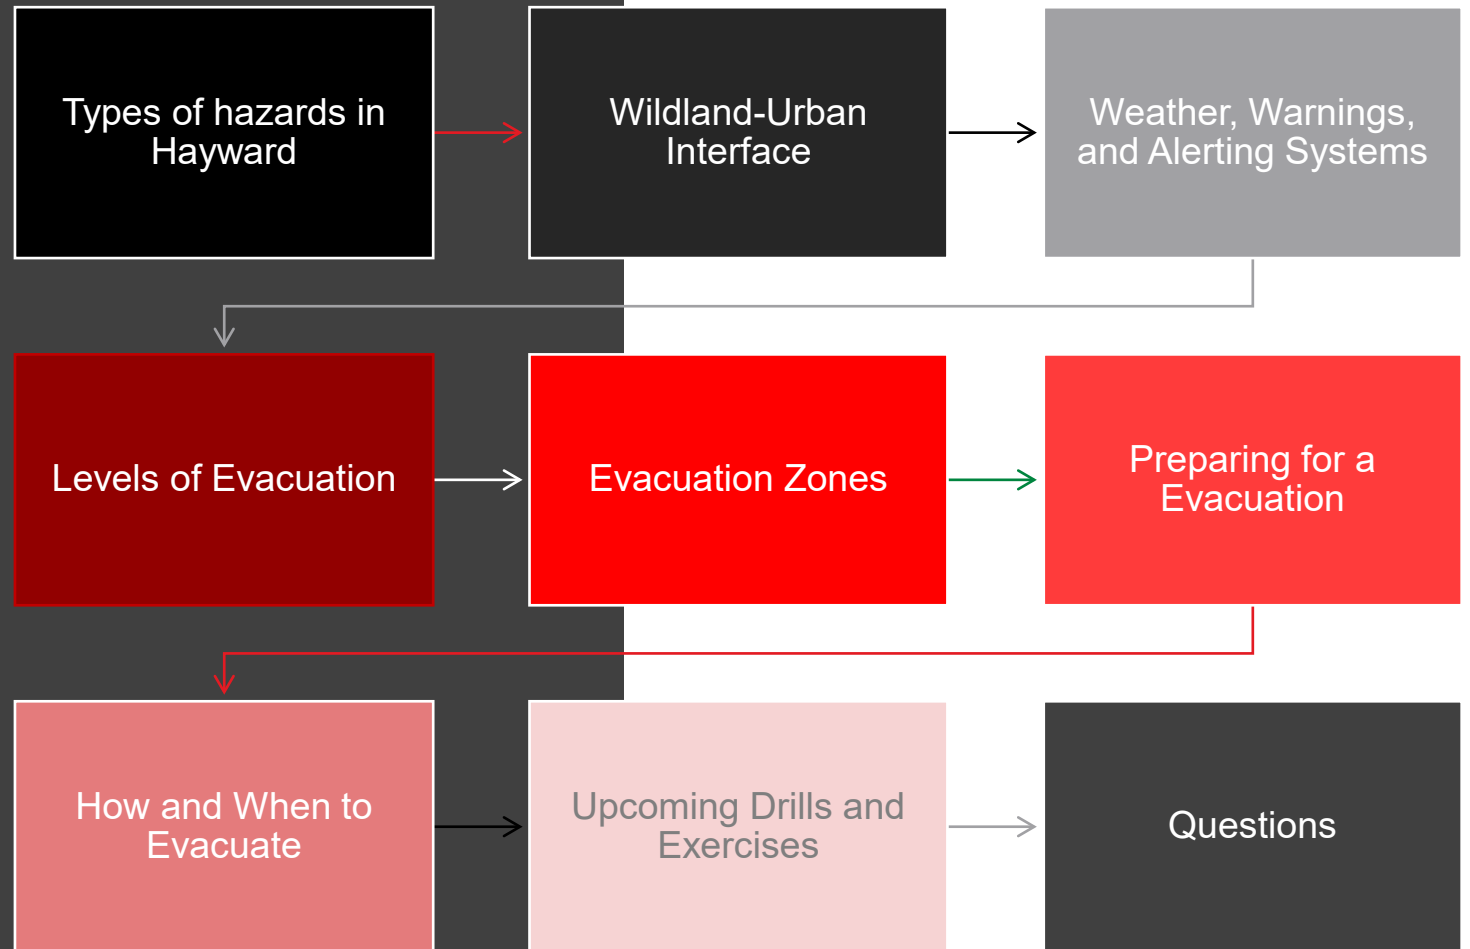 Types of hazards in
Hayward
Wildland-Urban
Interface
Weather, Warnings,
and Alerting Systems
Levels of Evacuation
Evacuation Zones
Preparing for a
Evacuation
How and When to
Evacuate
Upcoming Drills and
Exercises
Questions